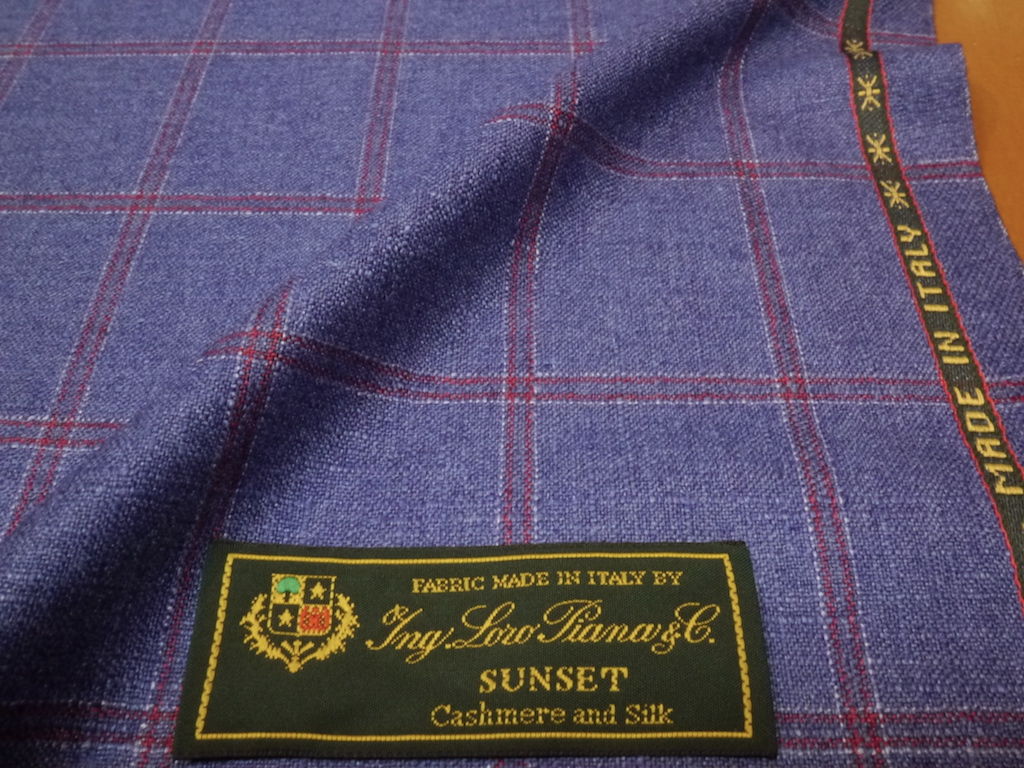 MADE IN ITALY
FABRIC MADE IN ITALY BY
Ing. Loro Piana & C.
SUNSET
Cashmere and Silk